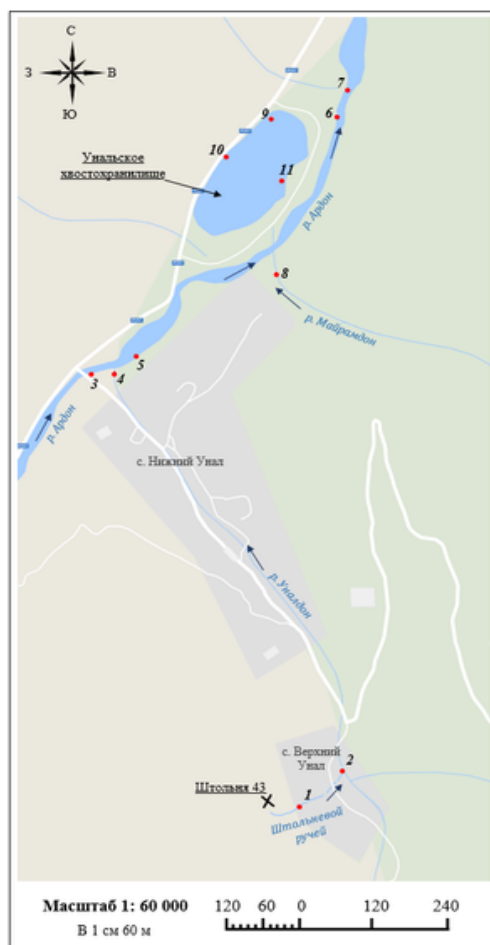 С
З
В
Ю
7
9
6
10
Унальское
хвостохранилище
11
р. Ардон
8
р. Майрамдон
5
3
4
р. Ардон
с. Нижний Унал
р. Уналдон
с. Верхний
Унал
2
Штольня 43
1
Штольневой
ручей
Масштаб 1: 60 000
120 60 0 120 240
В 1 см 60 м